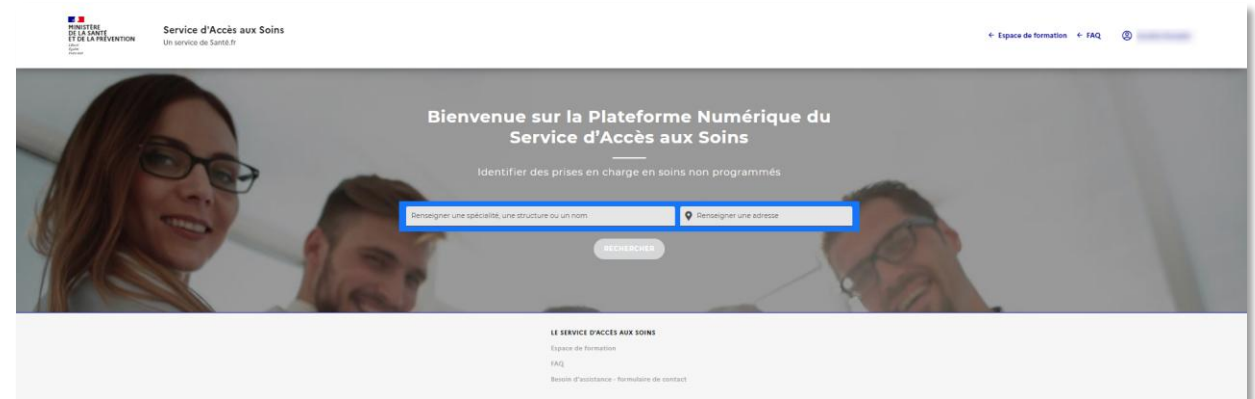 MINISTÈRE
DE LA SANTÉ
ET DE LA PRÉVENTION
Service d'Accès aux Soins
Un service de Santé.fr
← Espace de formation ← FAQ
Bienvenue sur la Plateforme Numérique du
Service d'Accès aux Soins
Identifier des prises en charge en soins non programmés
Renseigner une spécialité, une structure ou un nom
Renseigner une adresse
RECHERCHER
LE SERVICE D'ACCÈS AUX SOINS
Espace de formation
FAQ
Besoin d'assistance - formulaire de contact